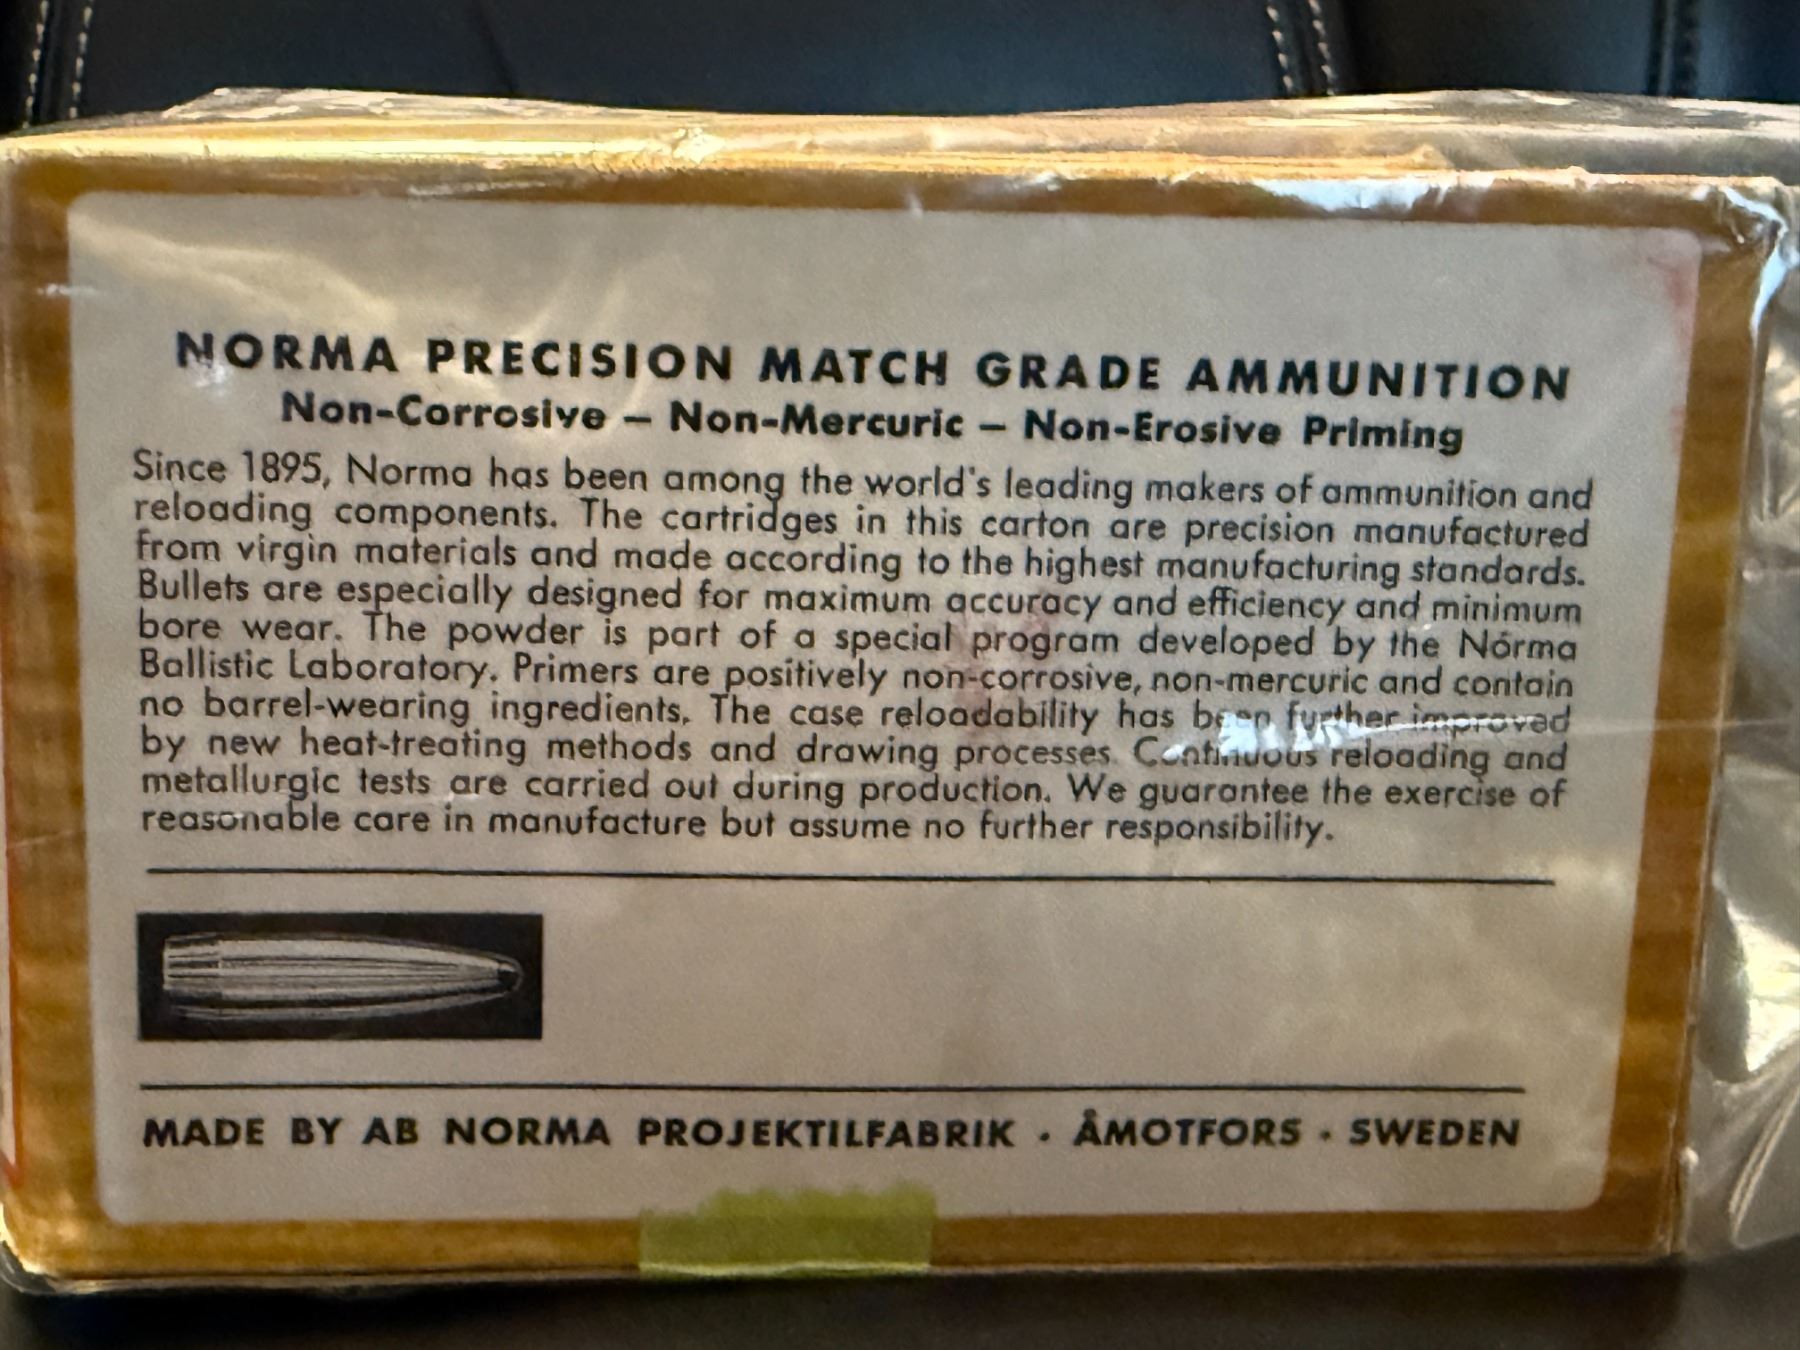 NORMA PRECISION MATCH GRADE AMMUNITION
Non-Corrosive – Non-Mercuric – Non-Erosive Priming
Since 1895, Norma has been among the world's leading makers of ammunition and
reloading components. The cartridges in this carton are precision manufactured
from virgin materials and made according to the highest manufacturing standards.
Bullets are especially designed for maximum accuracy and efficiency and minimum
bore wear. The powder is part of a special program developed by the Norma
Ballistic Laboratory. Primers are positively non-corrosive, non-mercuric and contain
no barrel-wearing ingredients. The case reloadability has been further improved
by new heat-treating methods and drawing processes. Continuous reloading and
metallurgic tests are carried out during production. We guarantee the exercise of
reasonable care in manufacture but assume no further responsibility.
MADE BY AB NORMA PROJEKTILFABRIK · ÅMOTFORS · SWEDEN